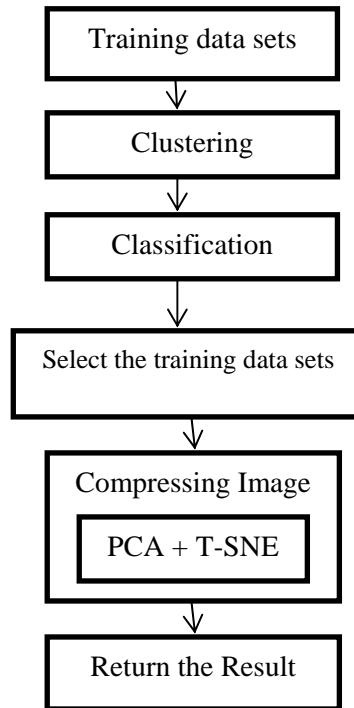 Training data sets
Clustering
Classification
Select the training data sets
Compressing Image
PCA + T-SNE
Return the Result